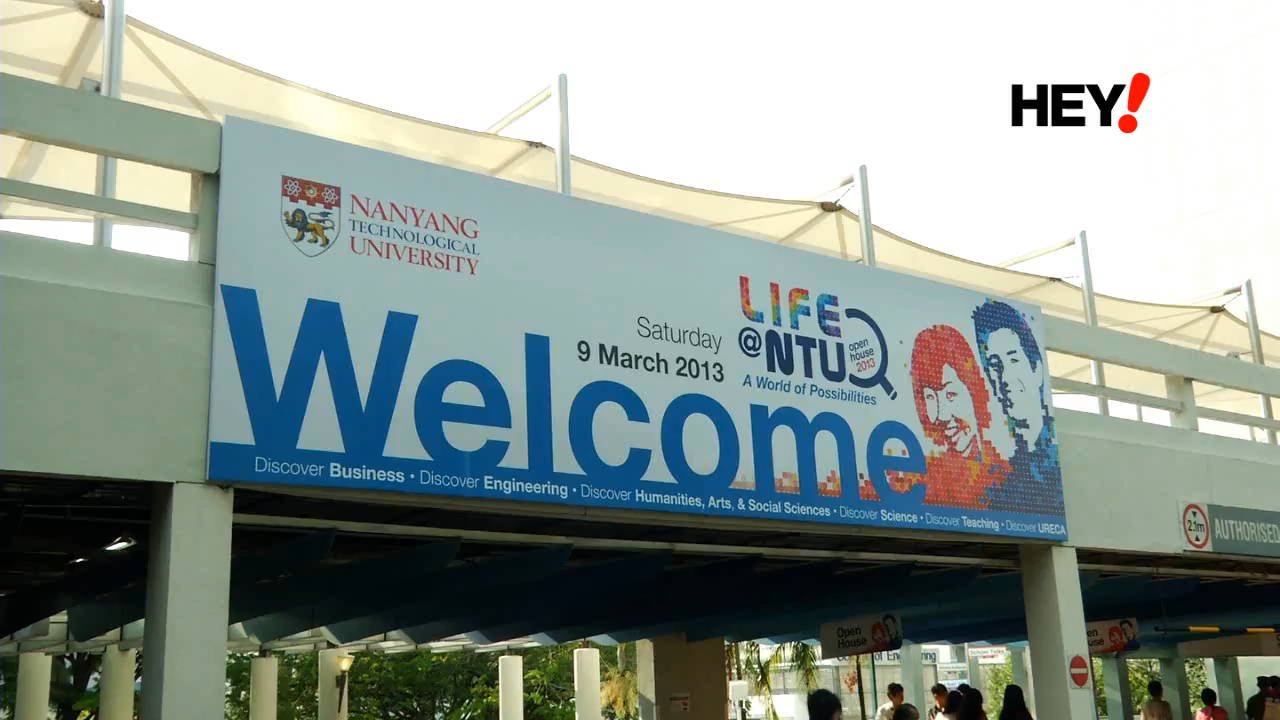 HEY!
NANYANG
TECHNOLOGICAL
UNIVERSITY
Saturday
9 March 2013
LIFE
@NTU
open
house
2013
A World of Possibilities
Welcome
Discover Business • Discover Engineering • Discover Humanities, Arts, & Social Sciences • Discover Science • Discover Teaching • Discover URECA
2.1m
AUTHORISED
Open
House